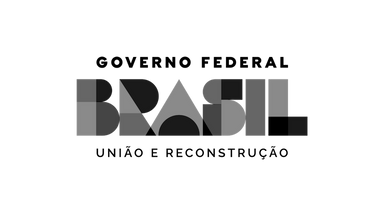 GOVERNO FEDERAL
BRASIL
UNIÃO E RECONSTRUÇÃO